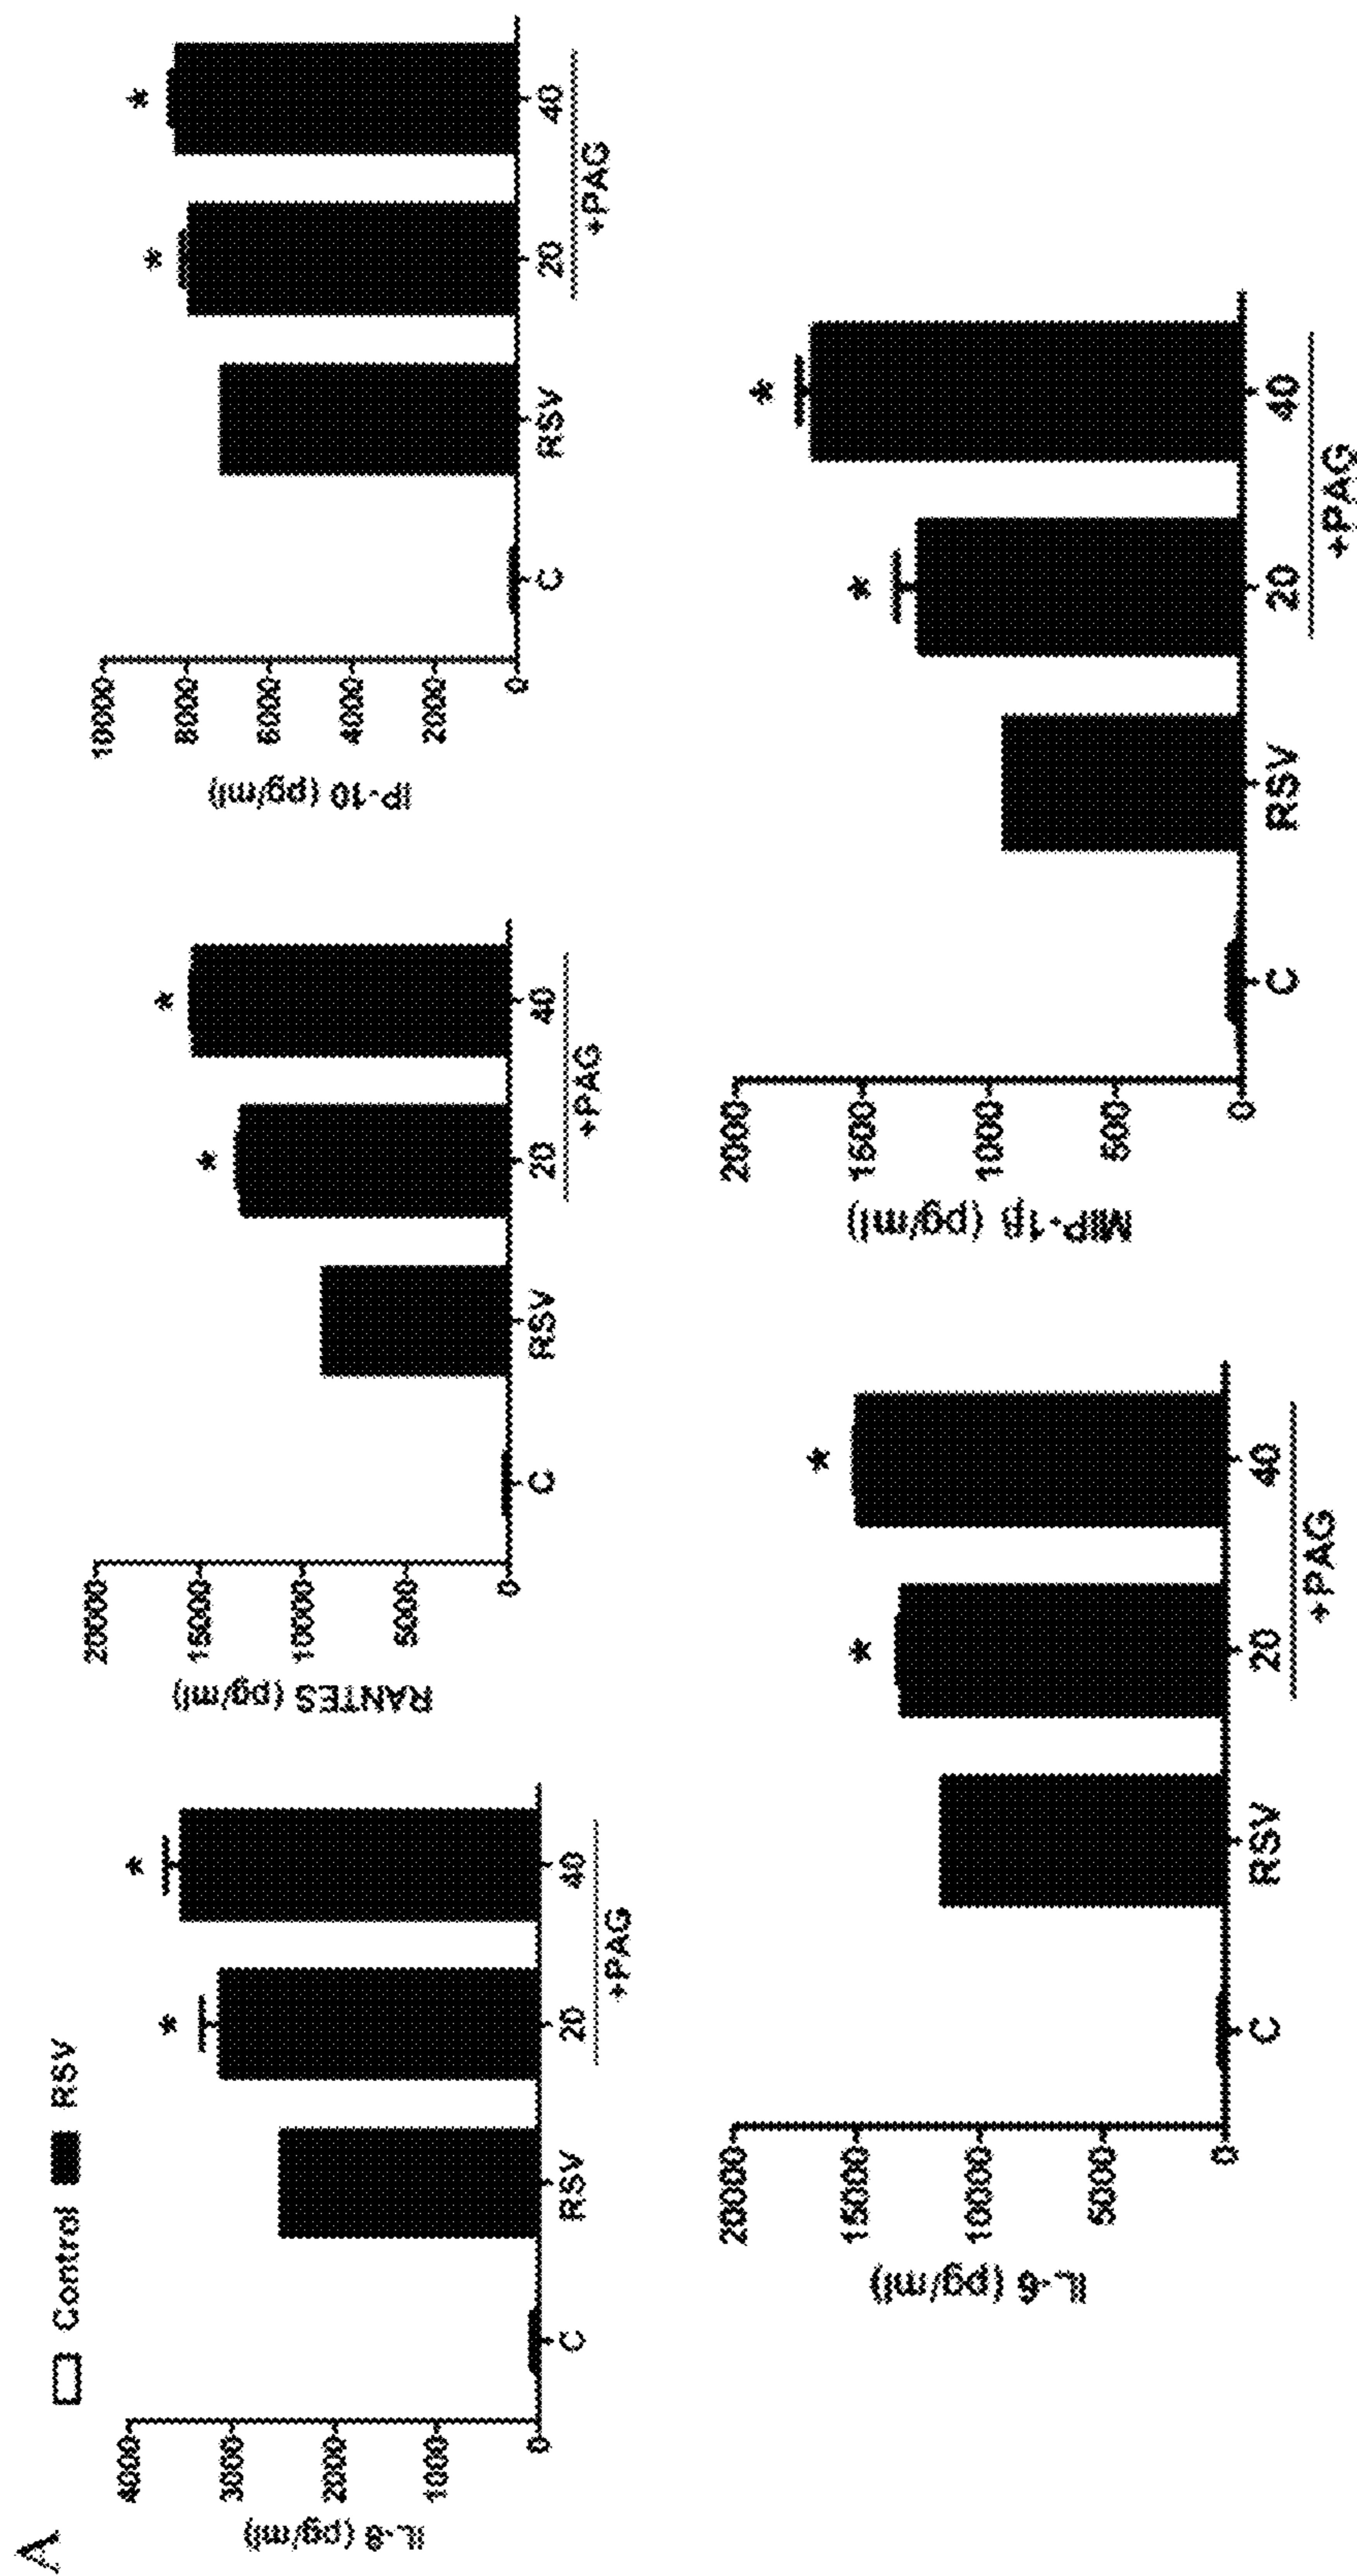 A
Control RSV
IL-8 (pg/ml)
4000
3000
2000
1000
0
C RSV 20 40
+PAG
*
*
RANTES (pg/ml)
20000
15000
10000
5000
0
C RSV 20 40
+PAG
*
*
IP-10 (pg/ml)
10000
8000
6000
4000
2000
0
C RSV 20 40
+PAG
*
*
IL-6 (pg/ml)
20000
15000
10000
5000
0
C RSV 20 40
+PAG
*
*
MIP-1β (pg/ml)
2000
1500
1000
500
0
C RSV 20 40
+PAG
*
*